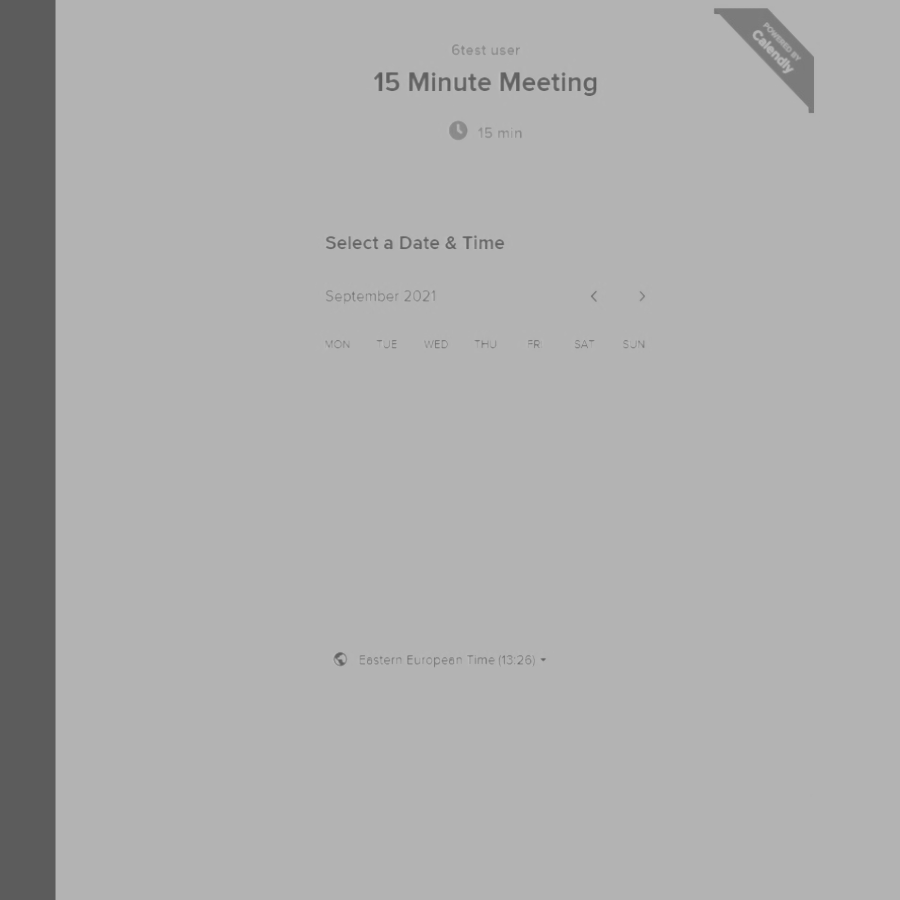 POWERED BY
Calendly
6test user
15 Minute Meeting
15 min
Select a Date & Time
September 2021
MON TUE WED THU FRI SAT SUN
Eastern European Time (13:26)